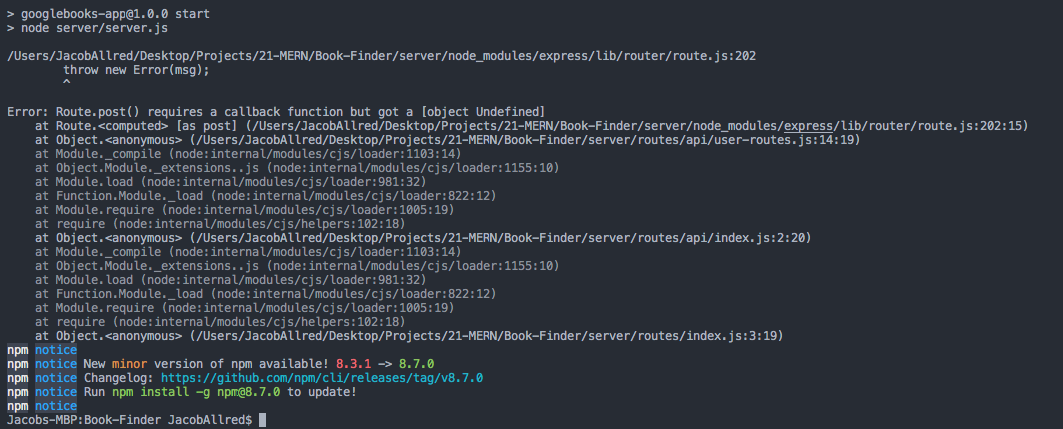 > googlebooks-app@1.0.0 start
> node server/server.js
/Users/JacobAllred/Desktop/Projects/21-MERN/Book-Finder/server/node_modules/express/lib/router/route.js:202
        throw new Error(msg);
        ^
Error: Route.post() requires a callback function but got a [object Undefined]
    at Route.<computed> [as post] (/Users/JacobAllred/Desktop/Projects/21-MERN/Book-Finder/server/node_modules/express/lib/router/route.js:202:15)
    at Object.<anonymous> (/Users/JacobAllred/Desktop/Projects/21-MERN/Book-Finder/server/routes/api/user-routes.js:14:19)
    at Module._compile (node:internal/modules/cjs/loader:1103:14)
    at Object.Module._extensions..js (node:internal/modules/cjs/loader:1155:10)
    at Module.load (node:internal/modules/cjs/loader:981:32)
    at Function.Module._load (node:internal/modules/cjs/loader:822:12)
    at Module.require (node:internal/modules/cjs/loader:1005:19)
    at require (node:internal/modules/cjs/helpers:102:18)
    at Object.<anonymous> (/Users/JacobAllred/Desktop/Projects/21-MERN/Book-Finder/server/routes/api/index.js:2:20)
    at Module._compile (node:internal/modules/cjs/loader:1103:14)
    at Object.Module._extensions..js (node:internal/modules/cjs/loader:1155:10)
    at Module.load (node:internal/modules/cjs/loader:981:32)
    at Function.Module._load (node:internal/modules/cjs/loader:822:12)
    at Module.require (node:internal/modules/cjs/loader:1005:19)
    at require (node:internal/modules/cjs/helpers:102:18)
    at Object.<anonymous> (/Users/JacobAllred/Desktop/Projects/21-MERN/Book-Finder/server/routes/index.js:3:19)
npm notice
npm notice New minor version of npm available! 8.3.1 -> 8.7.0
npm notice Changelog: https://github.com/npm/cli/releases/tag/v8.7.0
npm notice Run npm install -g npm@8.7.0 to update!
npm notice
Jacobs-MBP:Book-Finder JacobAllred$